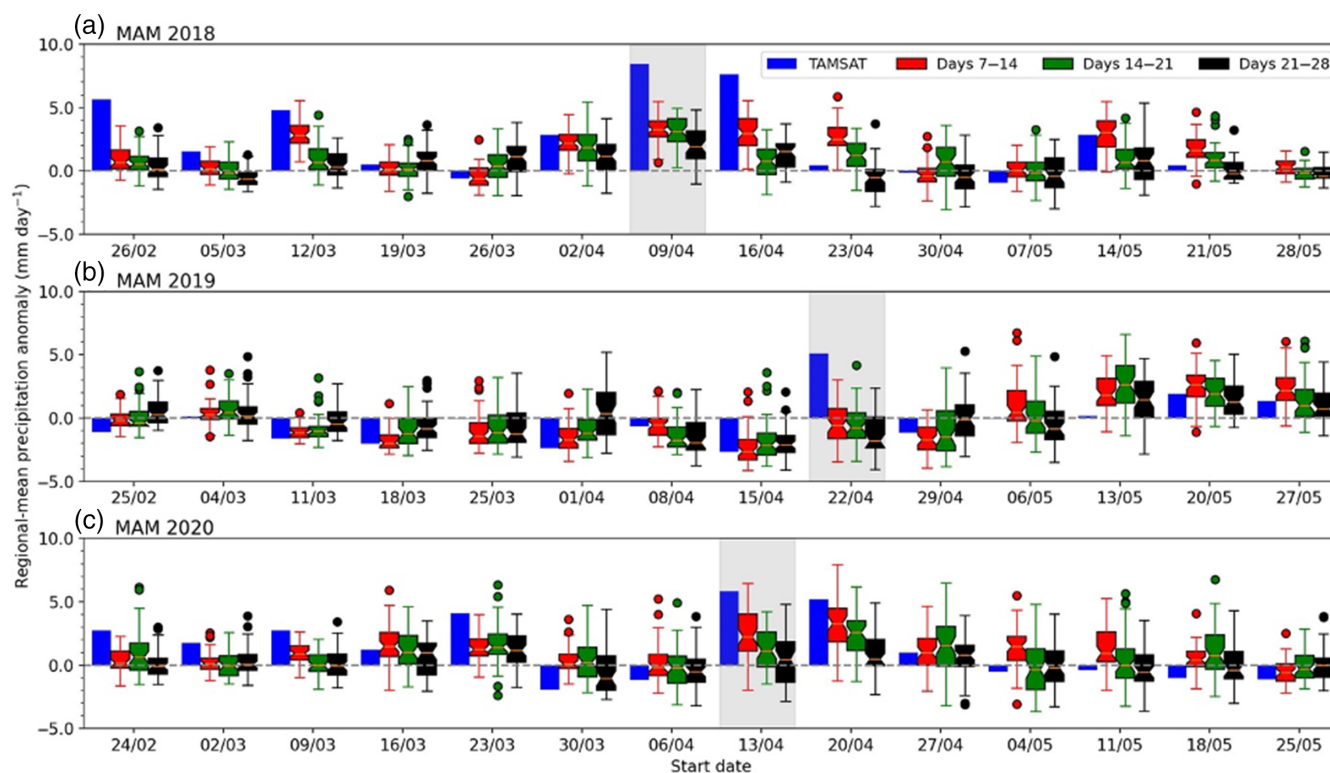 (a) MAM 2018
TAMSAT Days 7–14 Days 14–21 Days 21–28
10.0
5.0
0.0
−5.0
26/02 05/03 12/03 19/03 26/03 02/04 09/04 16/04 23/04 30/04 07/05 14/05 21/05 28/05
(b) MAM 2019
10.0
5.0
0.0
−5.0
25/02 04/03 11/03 18/03 25/03 01/04 08/04 15/04 22/04 29/04 06/05 13/05 20/05 27/05
(c) MAM 2020
10.0
5.0
0.0
−5.0
24/02 02/03 09/03 16/03 23/03 30/03 06/04 13/04 20/04 27/04 04/05 11/05 18/05 25/05
Regional-mean precipitation anomaly (mm day⁻¹)
Start date